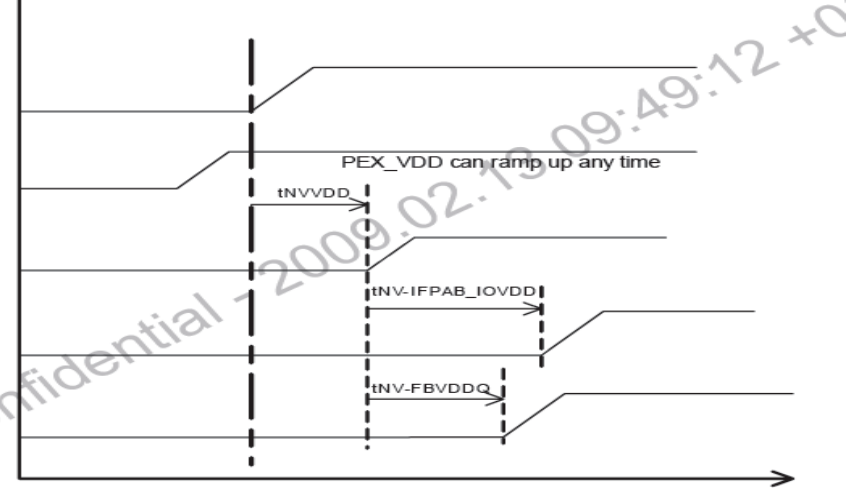 PEX_VDD can ramp up any time
tNVVDD
tNV-IFPAB_IOVDD
tNV-FBVDDQ
nfidential - 2009.02.13 09:49:12 +0